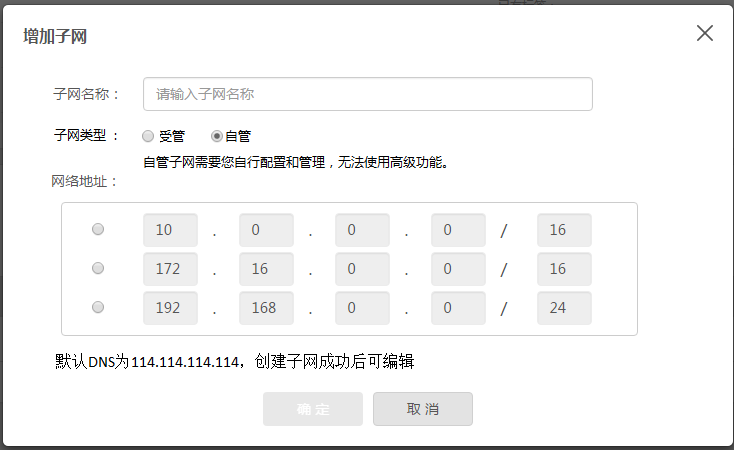 增加子网
子网名称：
请输入子网名称
子网类型：
受管
自管
自管子网需要您自行配置和管理，无法使用高级功能。
网络地址：
10 . 0 . 0 . 0 / 16
172 . 16 . 0 . 0 / 16
192 . 168 . 0 . 0 / 24
默认DNS为114.114.114.114，创建子网成功后可编辑
确 定
取 消